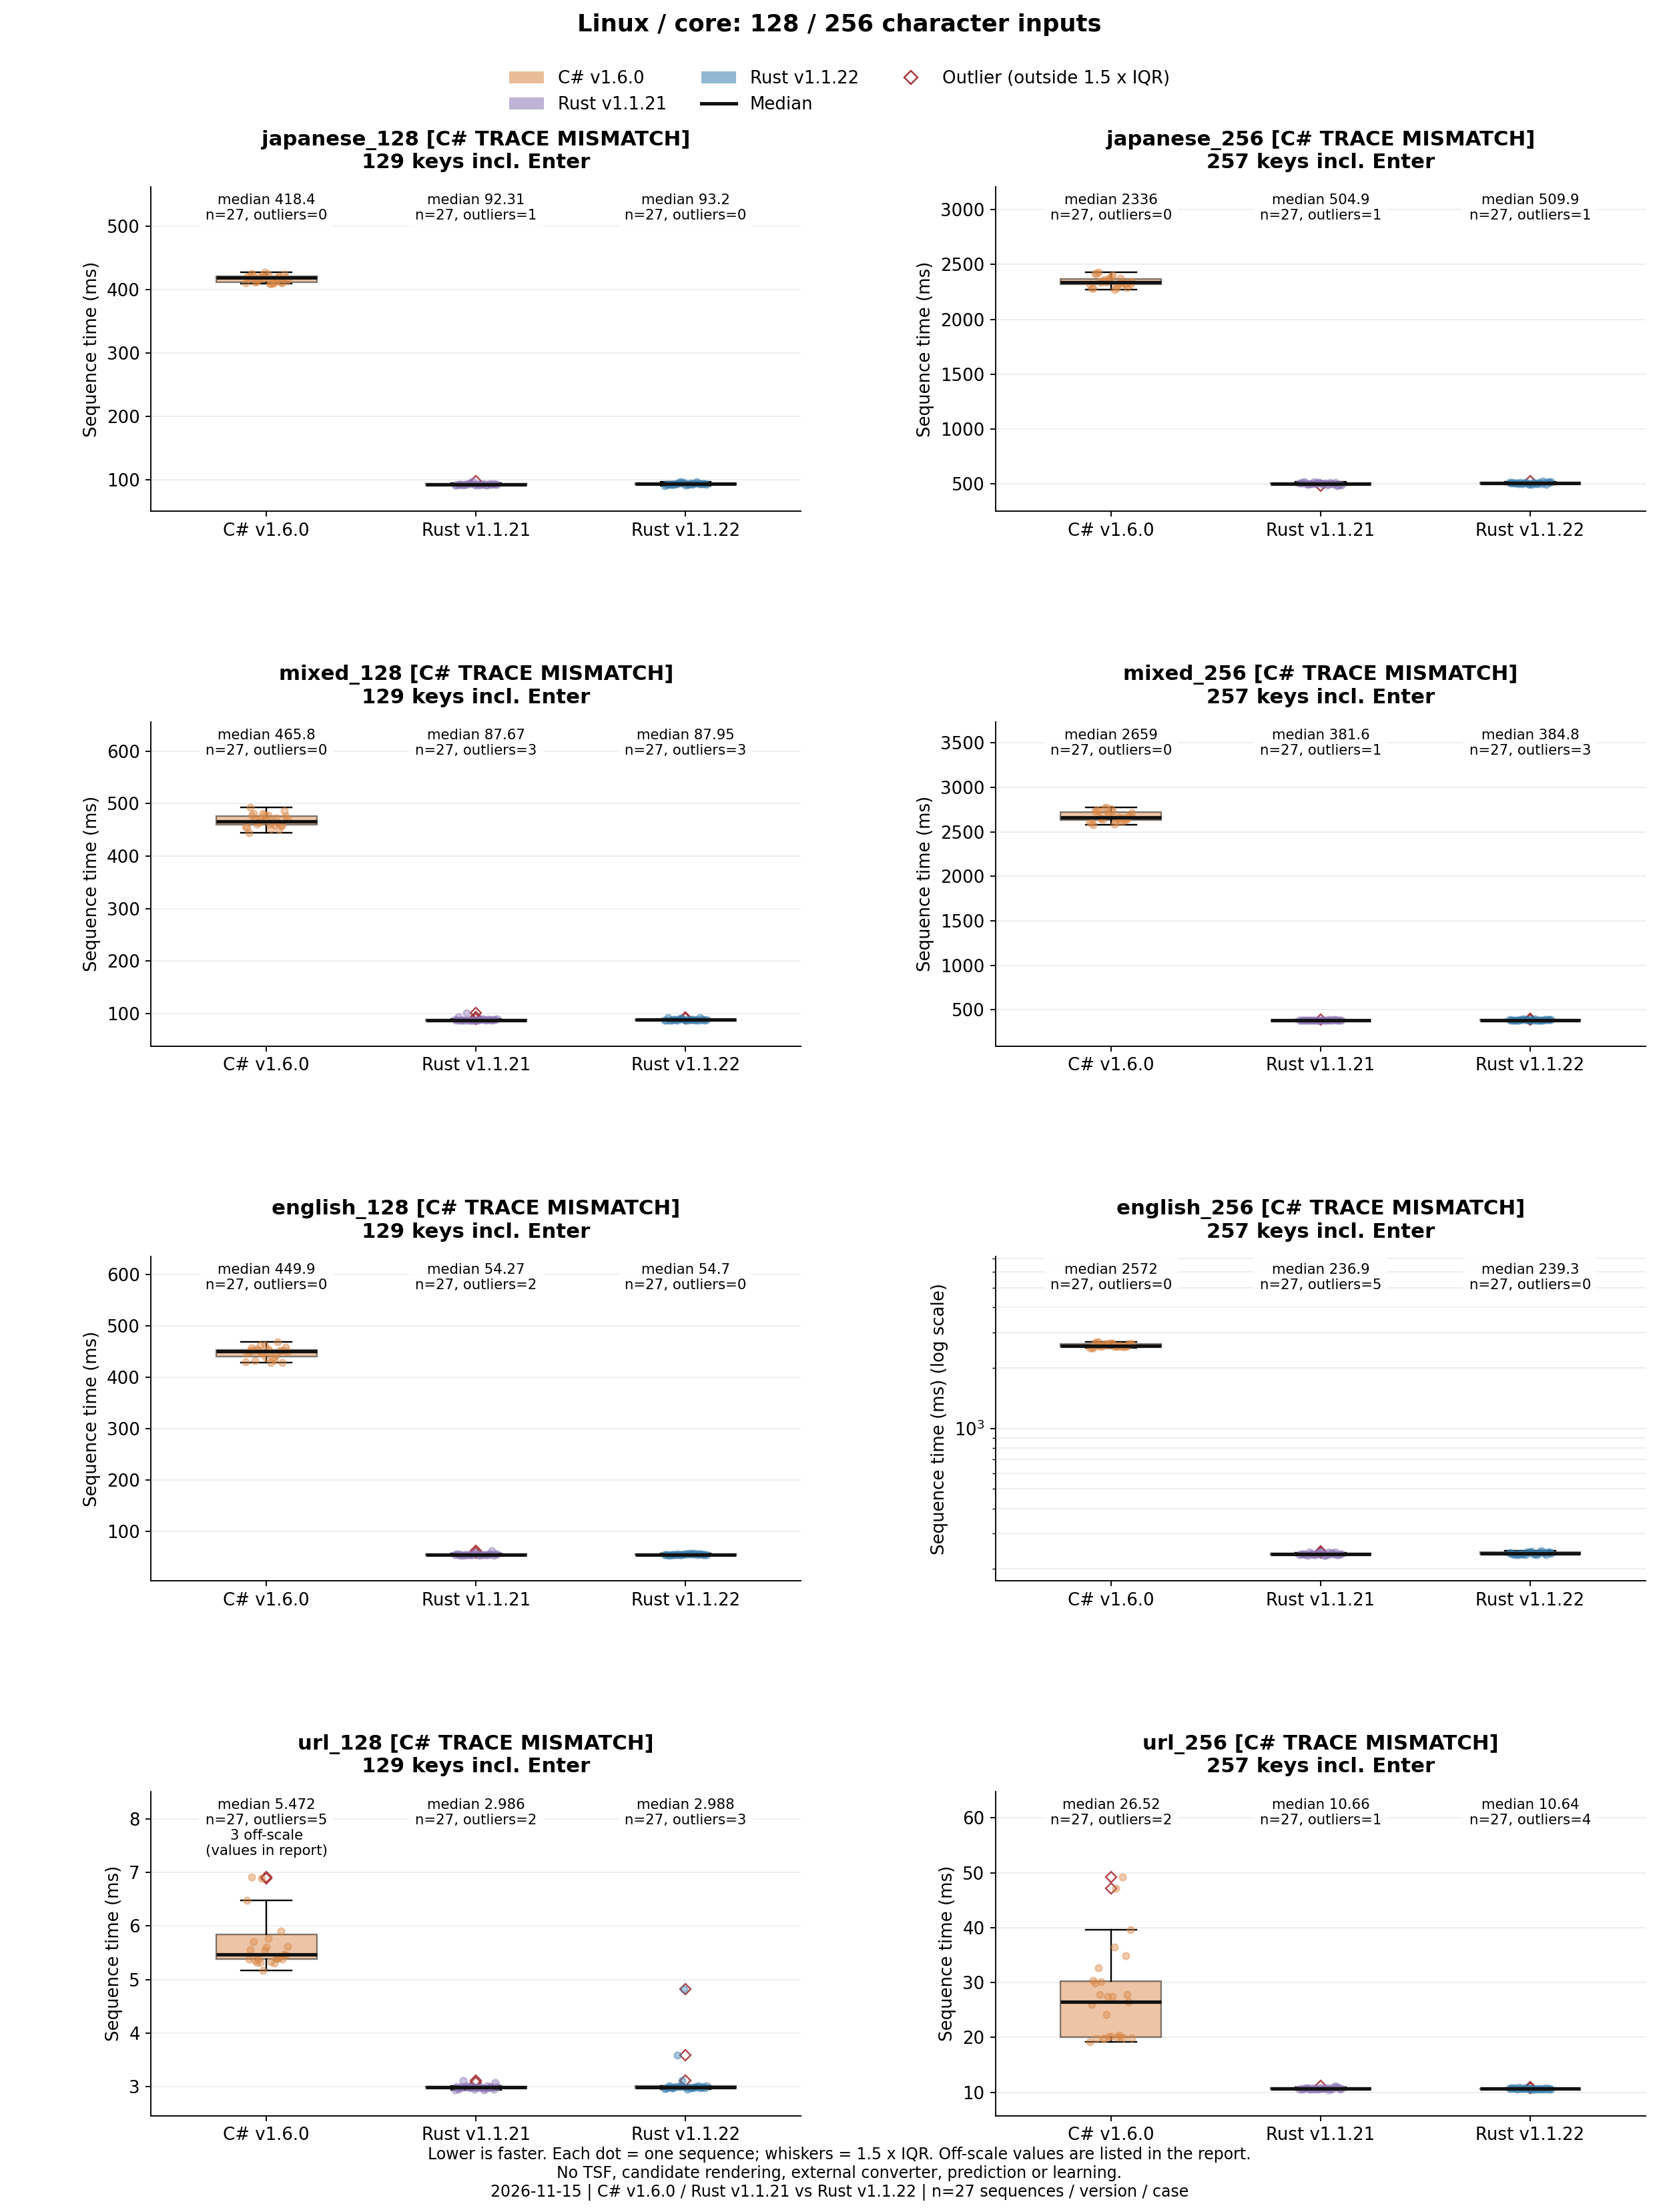 Linux / core: 128 / 256 character inputs
C# v1.6.0
Rust v1.1.22
Outlier (outside 1.5 x IQR)
Rust v1.1.21
Median
japanese_128 [C# TRACE MISMATCH]
129 keys incl. Enter
median 418.4
n=27, outliers=0
median 92.31
n=27, outliers=1
median 93.2
n=27, outliers=0
500
400
300
200
100
Sequence time (ms)
C# v1.6.0
Rust v1.1.21
Rust v1.1.22
japanese_256 [C# TRACE MISMATCH]
257 keys incl. Enter
median 2336
n=27, outliers=0
median 504.9
n=27, outliers=1
median 509.9
n=27, outliers=1
3000
2500
2000
1500
1000
500
Sequence time (ms)
C# v1.6.0
Rust v1.1.21
Rust v1.1.22
mixed_128 [C# TRACE MISMATCH]
129 keys incl. Enter
median 465.8
n=27, outliers=0
median 87.67
n=27, outliers=3
median 87.95
n=27, outliers=3
600
500
400
300
200
100
Sequence time (ms)
C# v1.6.0
Rust v1.1.21
Rust v1.1.22
mixed_256 [C# TRACE MISMATCH]
257 keys incl. Enter
median 2659
n=27, outliers=0
median 381.6
n=27, outliers=1
median 384.8
n=27, outliers=3
3500
3000
2500
2000
1500
1000
500
Sequence time (ms)
C# v1.6.0
Rust v1.1.21
Rust v1.1.22
english_128 [C# TRACE MISMATCH]
129 keys incl. Enter
median 449.9
n=27, outliers=0
median 54.27
n=27, outliers=2
median 54.7
n=27, outliers=0
600
500
400
300
200
100
Sequence time (ms)
C# v1.6.0
Rust v1.1.21
Rust v1.1.22
english_256 [C# TRACE MISMATCH]
257 keys incl. Enter
median 2572
n=27, outliers=0
median 236.9
n=27, outliers=5
median 239.3
n=27, outliers=0
10³
Sequence time (ms) (log scale)
C# v1.6.0
Rust v1.1.21
Rust v1.1.22
url_128 [C# TRACE MISMATCH]
129 keys incl. Enter
median 5.472
n=27, outliers=5
3 off-scale
(values in report)
median 2.986
n=27, outliers=2
median 2.988
n=27, outliers=3
8
7
6
5
4
3
Sequence time (ms)
C# v1.6.0
Rust v1.1.21
Rust v1.1.22
url_256 [C# TRACE MISMATCH]
257 keys incl. Enter
median 26.52
n=27, outliers=2
median 10.66
n=27, outliers=1
median 10.64
n=27, outliers=4
60
50
40
30
20
10
Sequence time (ms)
C# v1.6.0
Rust v1.1.21
Rust v1.1.22
Lower is faster. Each dot = one sequence; whiskers = 1.5 x IQR. Off-scale values are listed in the report.
No TSF, candidate rendering, external converter, prediction or learning.
2026-11-15 | C# v1.6.0 / Rust v1.1.21 vs Rust v1.1.22 | n=27 sequences / version / case